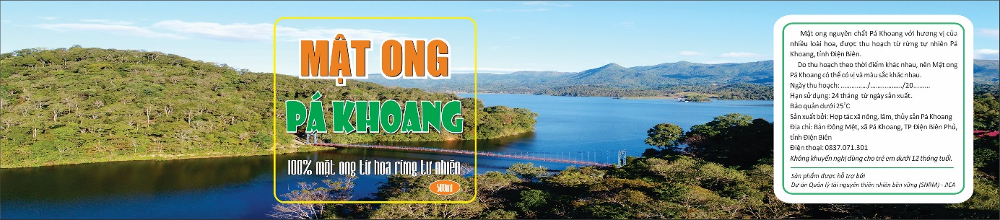 MẬT ONG
PÁ KHOANG
100% mật ong từ hoa rừng tự nhiên
500ml
Mật ong nguyên chất Pá Khoang với hương vị của
nhiều loài hoa, được thu hoạch từ rừng tự nhiên Pá
Khoang, tỉnh Điện Biên.
Do thu hoạch theo thời điểm khác nhau, nên Mật ong
Pá Khoang có thể có vị và màu sắc khác nhau.
Ngày thu hoạch: ……………/………………/20………
Hạn sử dụng: 24 tháng từ ngày sản xuất.
Bảo quản dưới 25°C
Sản xuất bởi: Hợp tác xã nông, lâm, thủy sản Pá Khoang
Địa chỉ: Bản Đông Mệt, xã Pá Khoang, TP Điện Biên Phủ,
tỉnh Điện Biên
Điện thoại: 0837.071.301
Không khuyến nghị dùng cho trẻ em dưới 12 tháng tuổi.
Sản phẩm được hỗ trợ bởi
Dự án Quản lý tài nguyên thiên nhiên bền vững (SNRM) - JICA